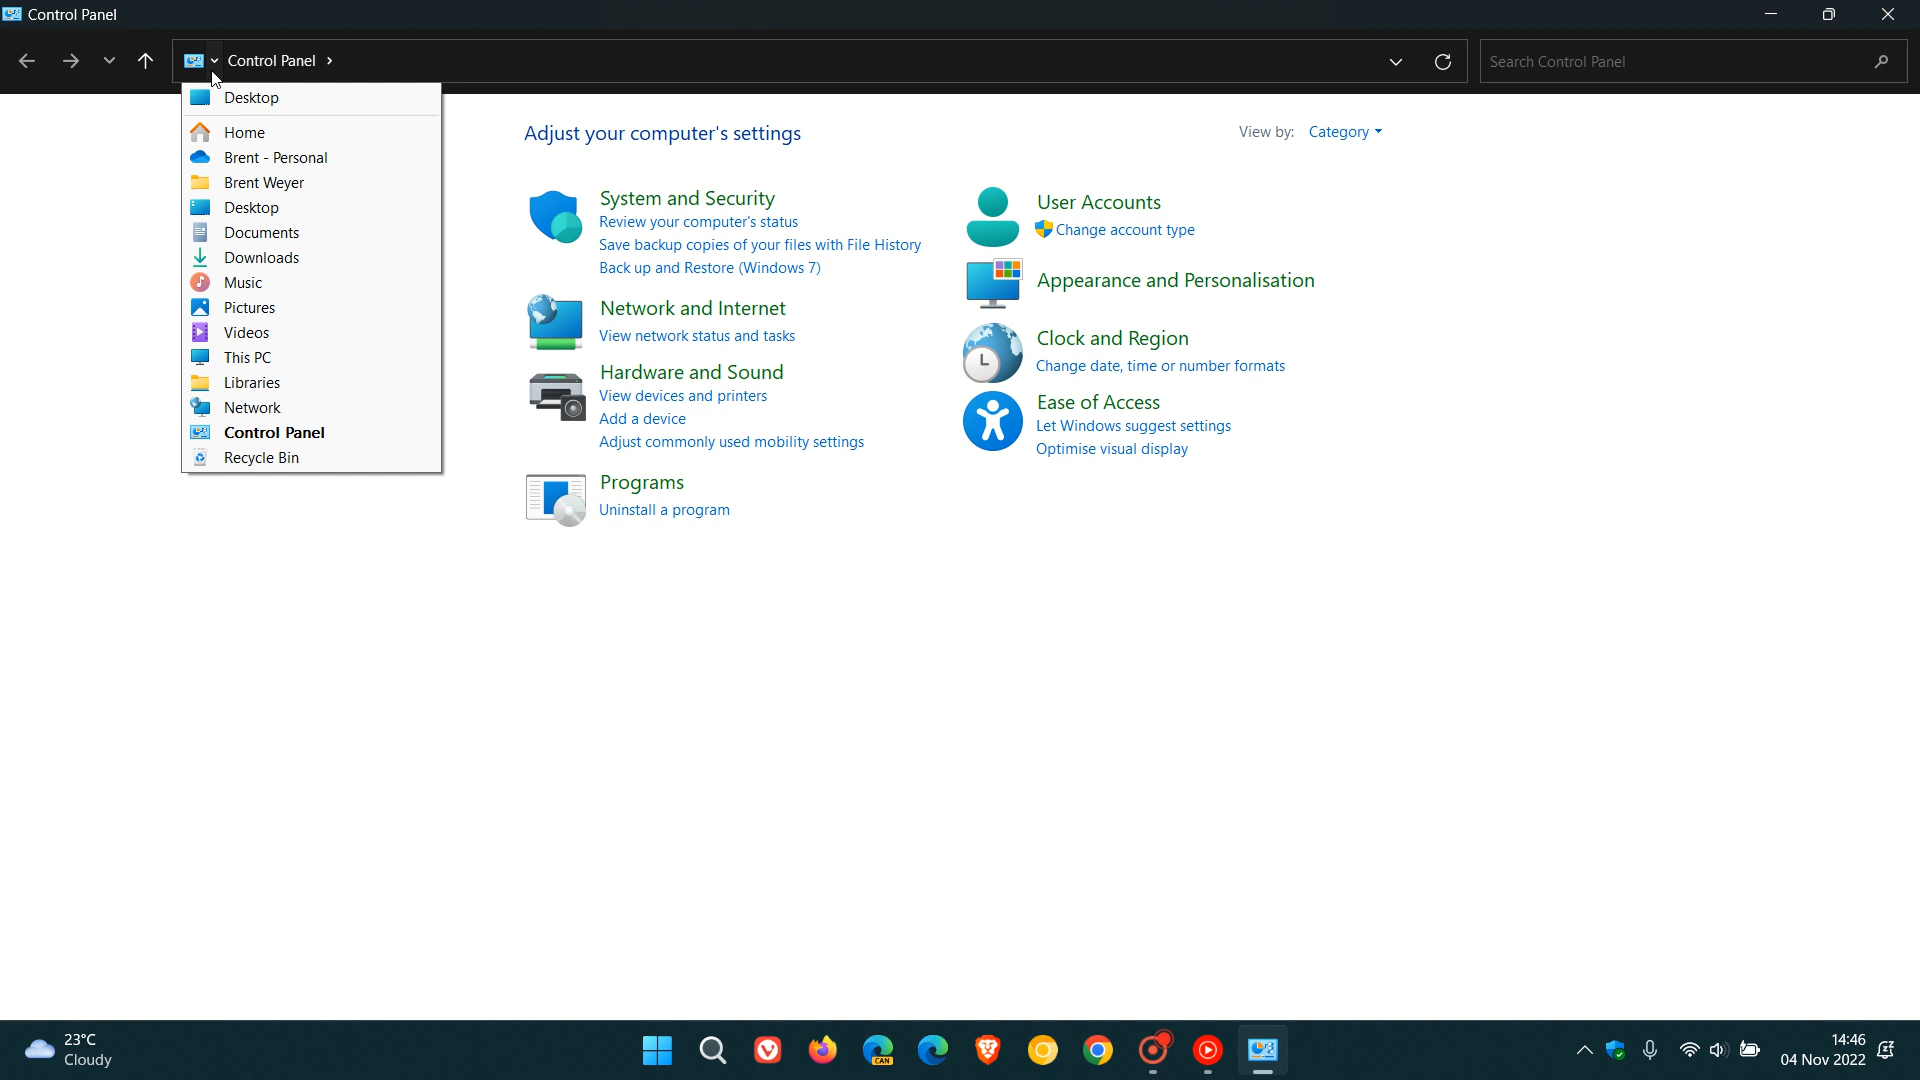 Control Panel
Control Panel
Search Control Panel
Desktop
Home
Brent - Personal
Brent Weyer
Desktop
Documents
Downloads
Music
Pictures
Videos
This PC
Libraries
Network
Control Panel
Recycle Bin
Adjust your computer's settings
View by: Category
System and Security
Review your computer's status
Save backup copies of your files with File History
Back up and Restore (Windows 7)
Network and Internet
View network status and tasks
Hardware and Sound
View devices and printers
Add a device
Adjust commonly used mobility settings
Programs
Uninstall a program
User Accounts
Change account type
Appearance and Personalisation
Clock and Region
Change date, time or number formats
Ease of Access
Let Windows suggest settings
Optimise visual display
23°C
Cloudy
CAN
14:46
04 Nov 2022